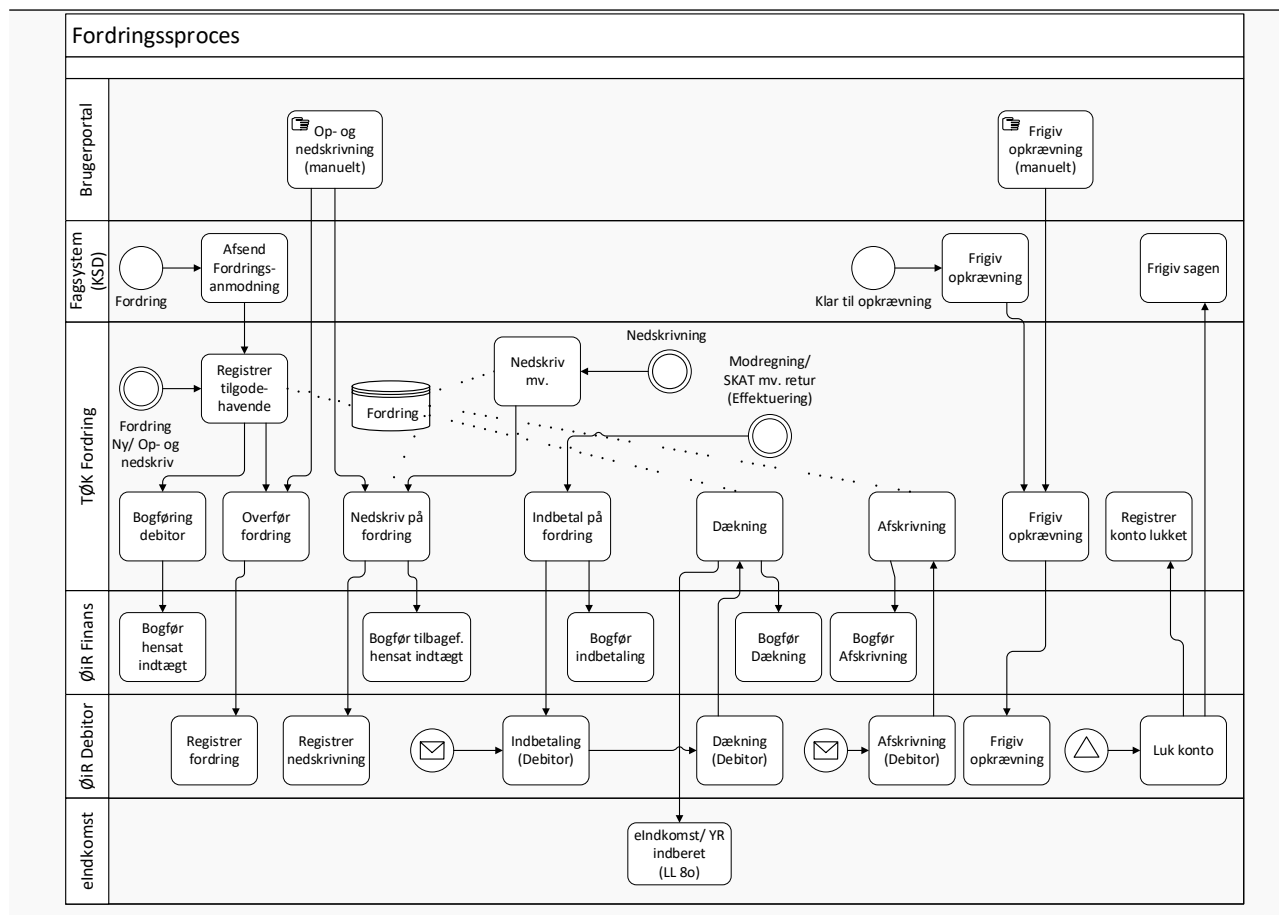 Fordringssproces
Brugerportal
Op- og
nedskrivning
(manuelt)
Frigiv
opkrævning
(manuelt)
Fagsystem
(KSD)
Fordring
Afsend
Fordrings-
anmodning
Klar til opkrævning
Frigiv
opkrævning
Frigiv sagen
TØK Fordring
Fordring
Ny/ Op- og
nedskriv
Registrer
tilgode-
havende
Fordring
Nedskriv
mv.
Nedskrivning
Modregning/
SKAT mv. retur
(Effektuering)
Bogføring
debitor
Overfør
fordring
Nedskriv på
fordring
Indbetal på
fordring
Dækning
Afskrivning
Frigiv
opkrævning
Registrer
konto lukket
ØiR Finans
Bogfør
hensat
indtægt
Bogfør tilbagef.
hensat indtægt
Bogfør
indbetaling
Bogfør
Dækning
Bogfør
Afskrivning
ØiR Debitor
Registrer
fordring
Registrer
nedskrivning
Indbetaling
(Debitor)
Dækning
(Debitor)
Afskrivning
(Debitor)
Frigiv
opkrævning
Luk konto
eIndkomst
eIndkomst/ YR
indberet
(LL 8o)